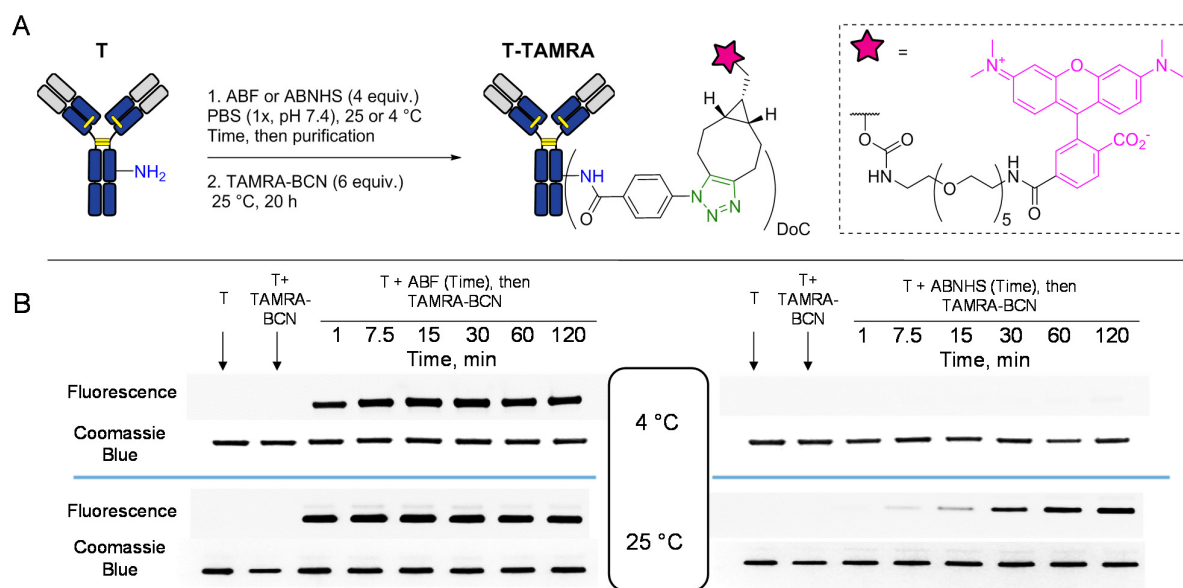 A
T
1. ABF or ABNHS (4 equiv.)
PBS (1x, pH 7.4), 25 or 4 °C
Time, then purification
2. TAMRA-BCN (6 equiv.)
25 °C, 20 h
NH2
T-TAMRA
H
H
NH
O
N
N
N
DoC
=
N+
O
N
CO2-
O
O
HN
O
5
H
N
O
B
T
T+
TAMRA-
BCN
T + ABF (Time), then
TAMRA-BCN
1 7.5 15 30 60 120
Time, min
T
T+
TAMRA-
BCN
T + ABNHS (Time), then
TAMRA-BCN
1 7.5 15 30 60 120
Time, min
Fluorescence
Coomassie
Blue
4 °C
Fluorescence
Coomassie
Blue
25 °C